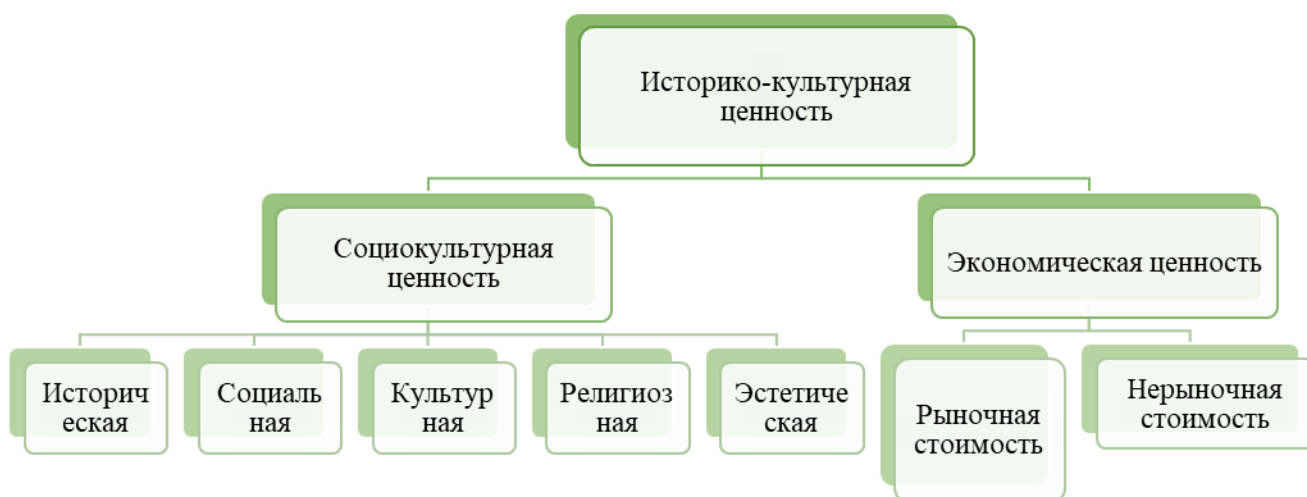 Историко-культурная
ценность
Социокультурная
ценность
Экономическая ценность
Историч
еская
Социаль
ная
Культур
ная
Религиоз
ная
Эстетиче
ская
Рыночная
стоимость
Нерыночная
стоимость